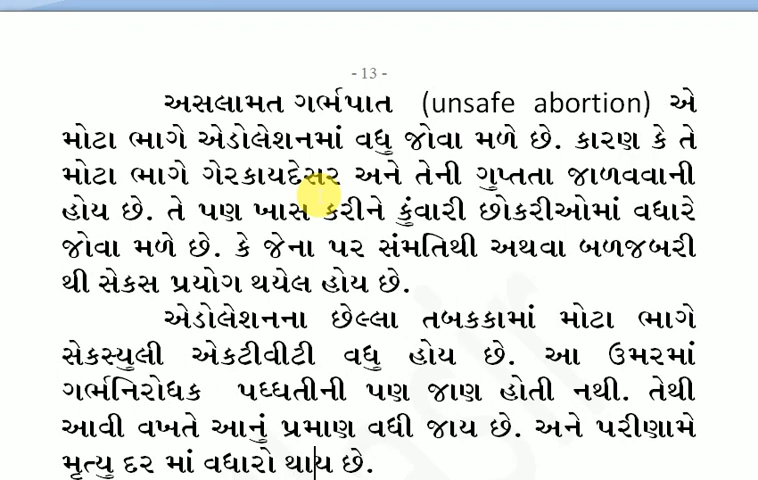 - 13 -
અસલામત ગર્ભપાત (unsafe abortion) એ
મોટા ભાગે એડોલેશનમાં વધુ જોવા મળે છે. કારણ કે તે
મોટા ભાગે ગેરકાયદેસર અને તેની ગુપ્તતા જાળવવાની
હોય છે. તે પણ ખાસ કરીને કુંવારી છોકરીઓમાં વધારે
જોવા મળે છે. કે જેના પર સંમતિથી અથવા બળજબરી
થી સેકસ પ્રયોગ થયેલ હોય છે.
એડોલેશનના છેલ્લા તબકકામાં મોટા ભાગે
સેકસ્યુલી એકટીવીટી વધુ હોય છે. આ ઉમરમાં
ગર્ભનિરોધક પધ્ધતીની પણ જાણ હોતી નથી. તેથી
આવી વખતે આનું પ્રમાણ વધી જાય છે. અને પરીણામે
મૃત્યુ દર માં વધારો થાય છે.